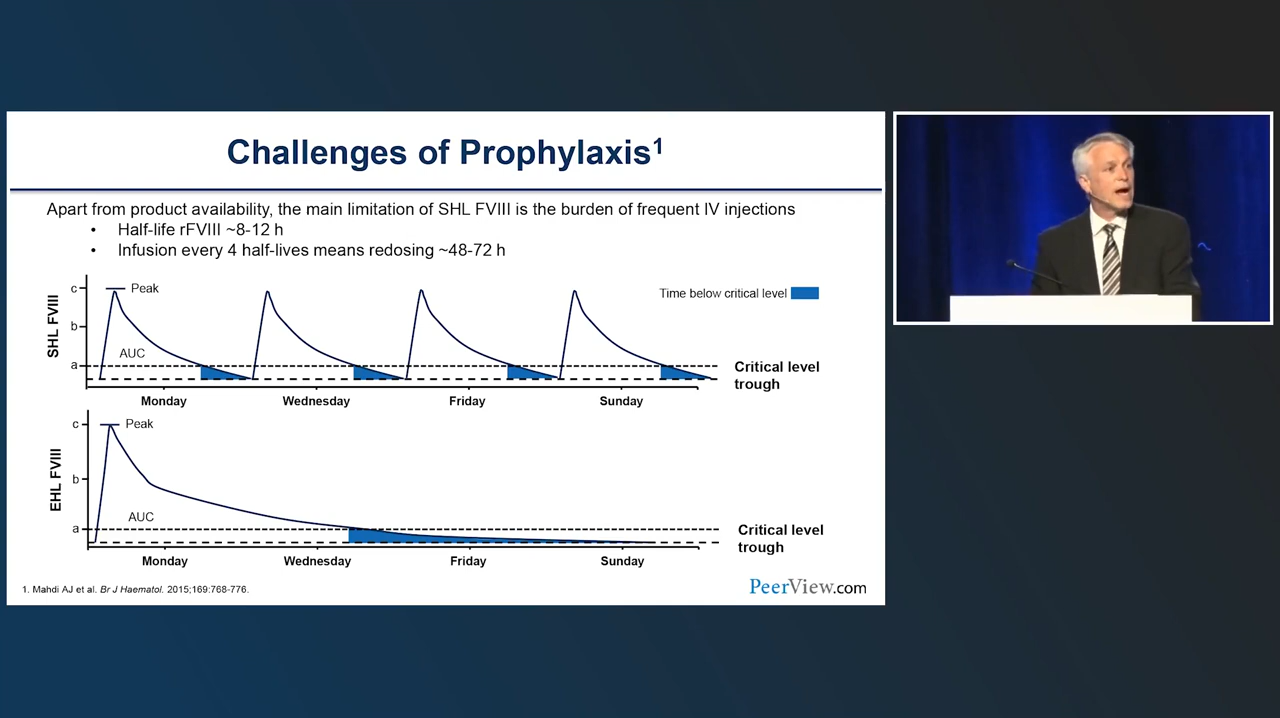 Challenges of Prophylaxis1
Apart from product availability, the main limitation of SHL FVIII is the burden of frequent IV injections
• Half-life rFVIII ~8-12 h
• Infusion every 4 half-lives means redosing ~48-72 h
SHL FVIII
c
Peak
b
AUC
a
Time below critical level
Critical level
trough
Monday
Wednesday
Friday
Sunday
EHL FVIII
c
Peak
b
AUC
a
Critical level
trough
Monday
Wednesday
Friday
Sunday
1. Mahdi AJ et al. Br J Haematol. 2015;169:768-776.
PeerView.com